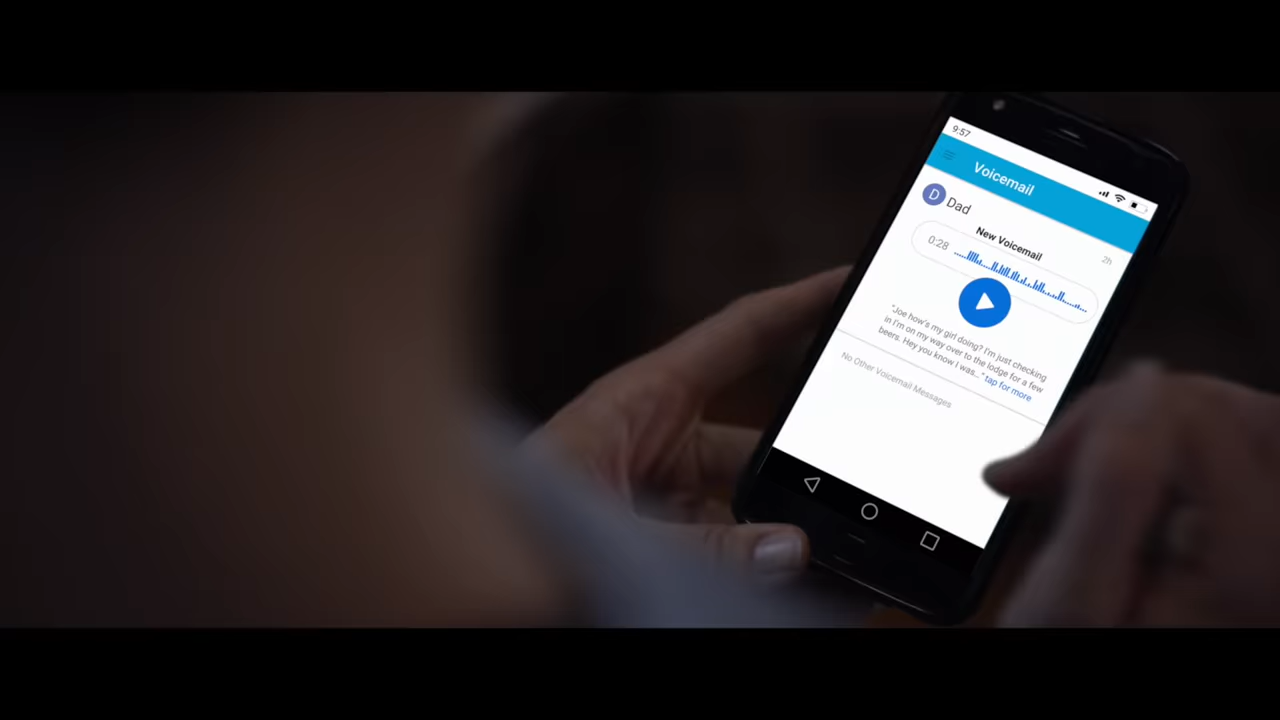 9:57
Voicemail
D Dad
New Voicemail
2h
0:28
"Joe how's my girl doing? I'm just checking
in I'm on my way over to the lodge for a few
beers. Hey you know I was..." tap for more
No Other Voicemail Messages